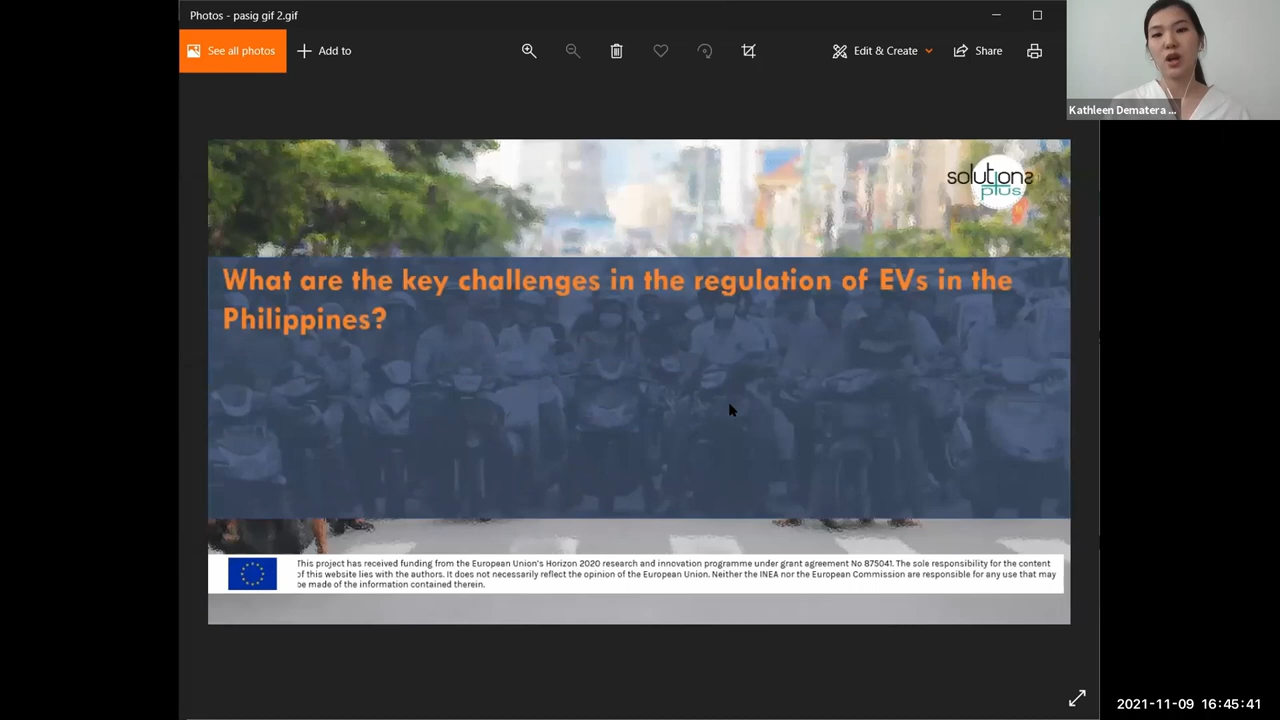 Photos - pasig gif 2.gif
See all photos
Add to
Edit & Create
Share
Kathleen Dematera ...
solutions
plus
What are the key challenges in the regulation of EVs in the
Philippines?
This project has received funding from the European Union's Horizon 2020 research and innovation programme under grant agreement No 875041. The sole responsibility for the content
of this website lies with the authors. It does not necessarily reflect the opinion of the European Union. Neither the INEA nor the European Commission are responsible for any use that may
be made of the information contained therein.
2021-11-09 16:45:41